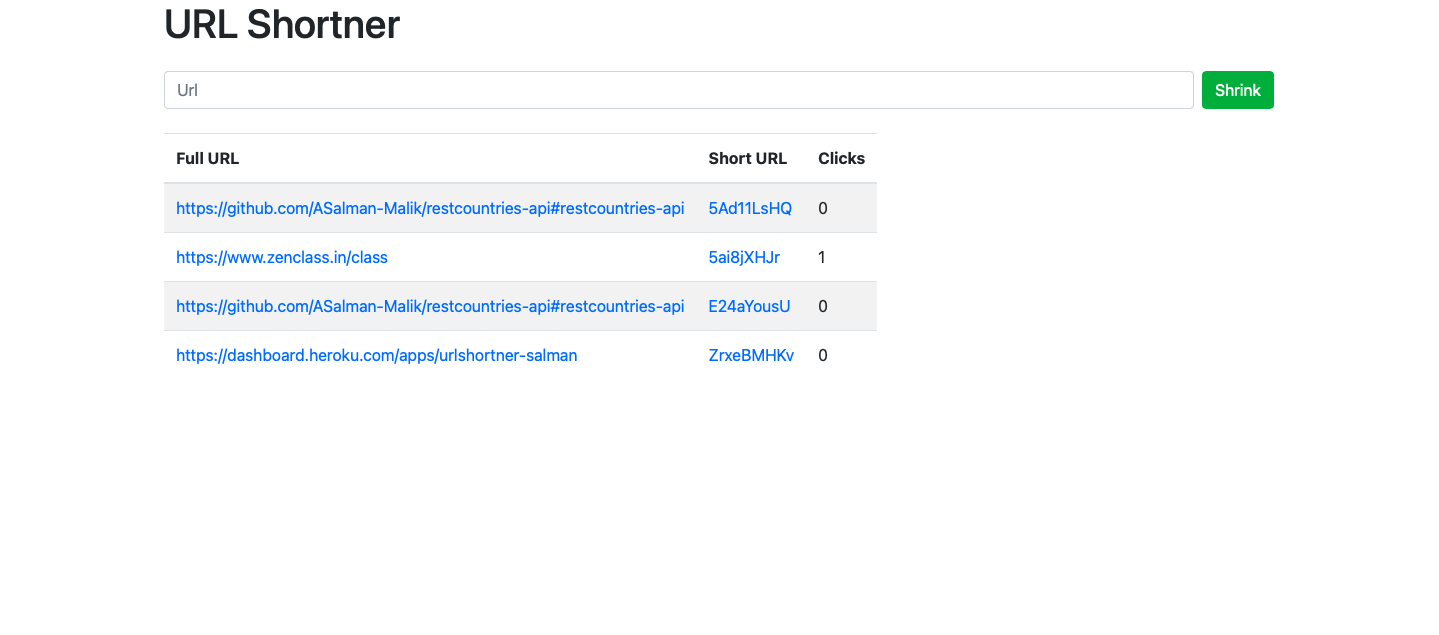 URL Shortner
Url Shrink
Full URL Short URL Clicks
https://github.com/ASalman-Malik/restcountries-api#restcountries-api 5Ad11LsHQ 0
https://www.zenclass.in/class 5ai8jXHJr 1
https://github.com/ASalman-Malik/restcountries-api#restcountries-api E24aYousU 0
https://dashboard.heroku.com/apps/urlshortner-salman ZrxeBMHKv 0